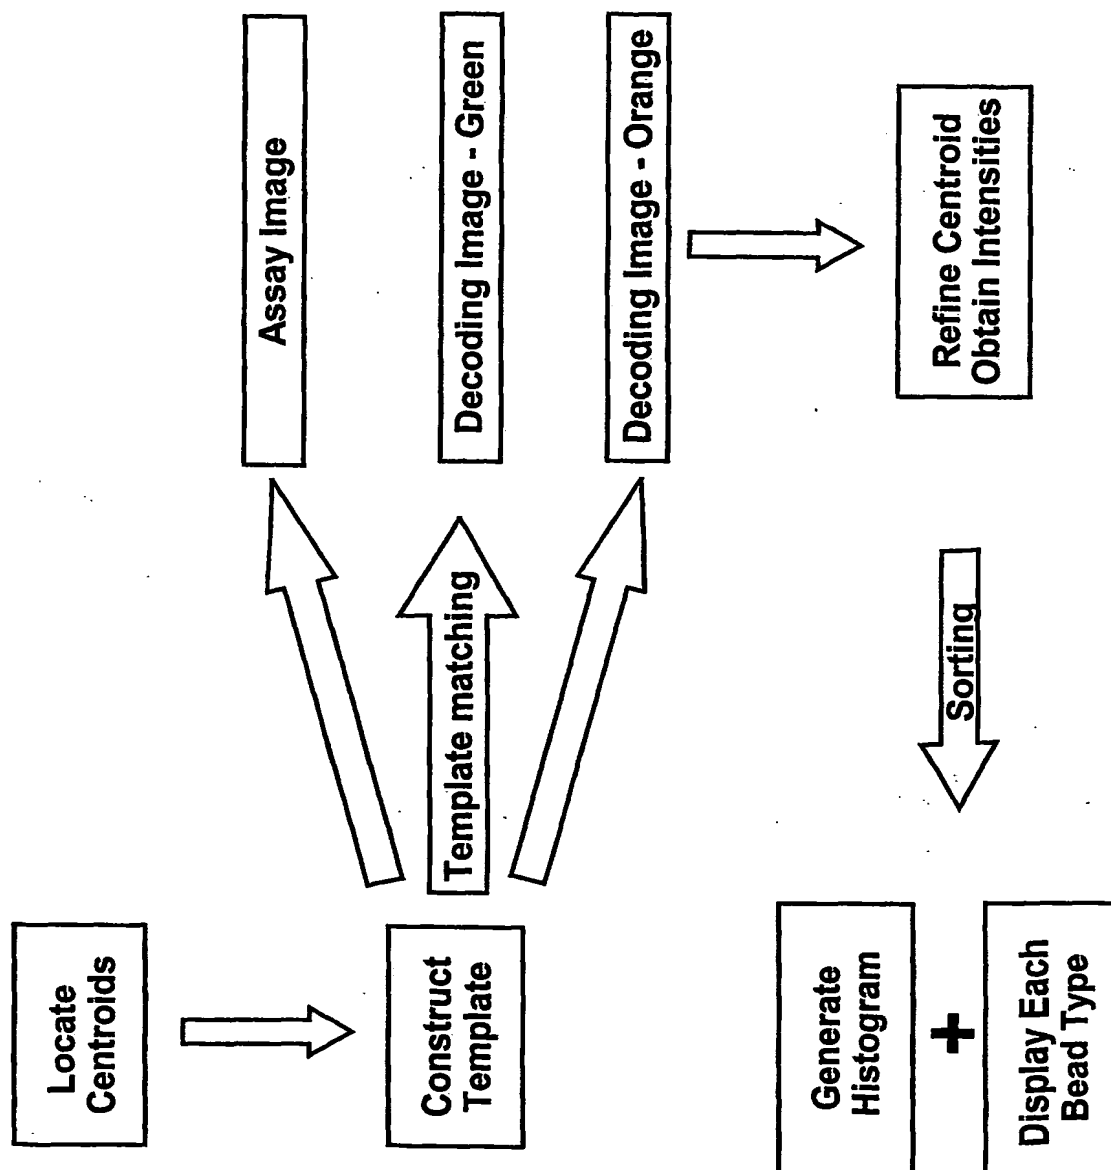 Locate
Centroids
Construct
Template
Template matching
Assay Image
Decoding Image - Green
Decoding Image - Orange
Refine Centroid
Obtain Intensities
Sorting
Generate
Histogram
+
Display Each
Bead Type